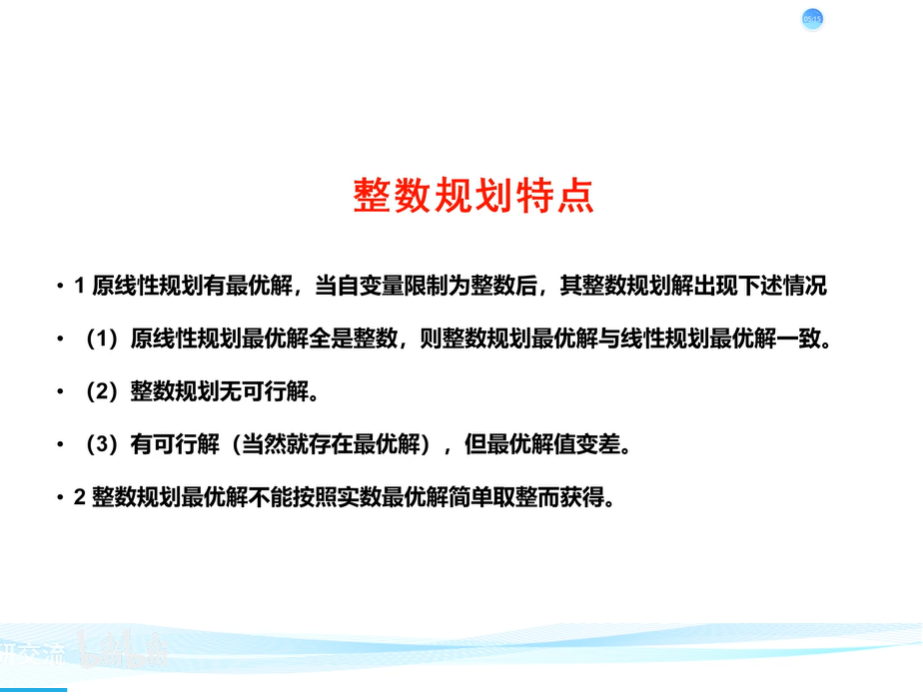 05:15
整数规划特点
• 1 原线性规划有最优解，当自变量限制为整数后，其整数规划解出现下述情况
• （1）原线性规划最优解全是整数，则整数规划最优解与线性规划最优解一致。
• （2）整数规划无可行解。
• （3）有可行解（当然就存在最优解），但最优解值变差。
• 2 整数规划最优解不能按照实数最优解简单取整而获得。
研交流